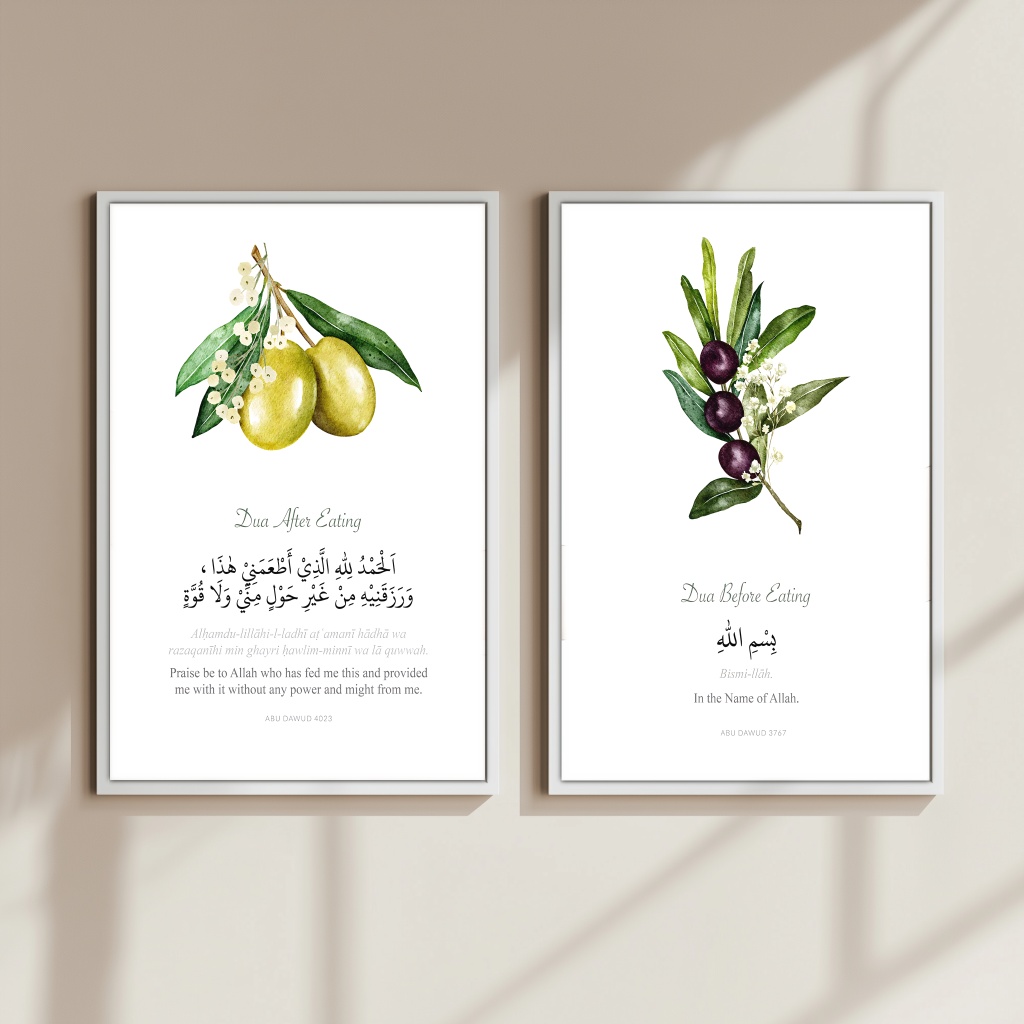 Dua After Eating
اَلْحَمْدُ لِلّٰهِ الَّذِيْ أَطْعَمَنِيْ هٰذَا ،
وَرَزَقَنِيْهِ مِنْ غَيْرِ حَوْلٍ مِنِّيْ وَلَا قُوَّةٍ
Alḥamdu-lillāhi-l-ladhī aṭʿamanī hādhā wa
razaqanīhi min ghayri ḥawlim-minnī wa lā quwwah.
Praise be to Allah who has fed me this and provided
me with it without any power and might from me.
ABU DAWUD 4023
Dua Before Eating
بِسْمِ اللّٰهِ
Bismi-llāh.
In the Name of Allah.
ABU DAWUD 3767